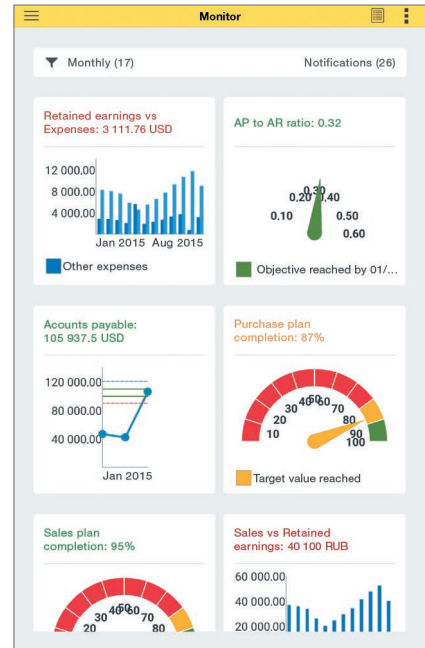 Monitor
Monthly (17)
Notifications (26)
Retained earnings vs
Expenses: 3 111.76 USD
12 000.00
8 000.00
4 000.00
Jan 2015 Aug 2015
Other expenses
AP to AR ratio: 0.32
0.10
0.20
0.30
0.40
0.50
0.60
Objective reached by 01/...
Acounts payable:
105 937.5 USD
120 000.00
80 000.00
40 000.00
Jan 2015
Purchase plan
completion: 87%
10
20
30
40
50
60
70
80
90
100
Target value reached
Sales plan
completion: 95%
20
30
40
50
60
70
80
Sales vs Retained
earnings: 40 100 RUB
60 000.00
40 000.00
20 000.00